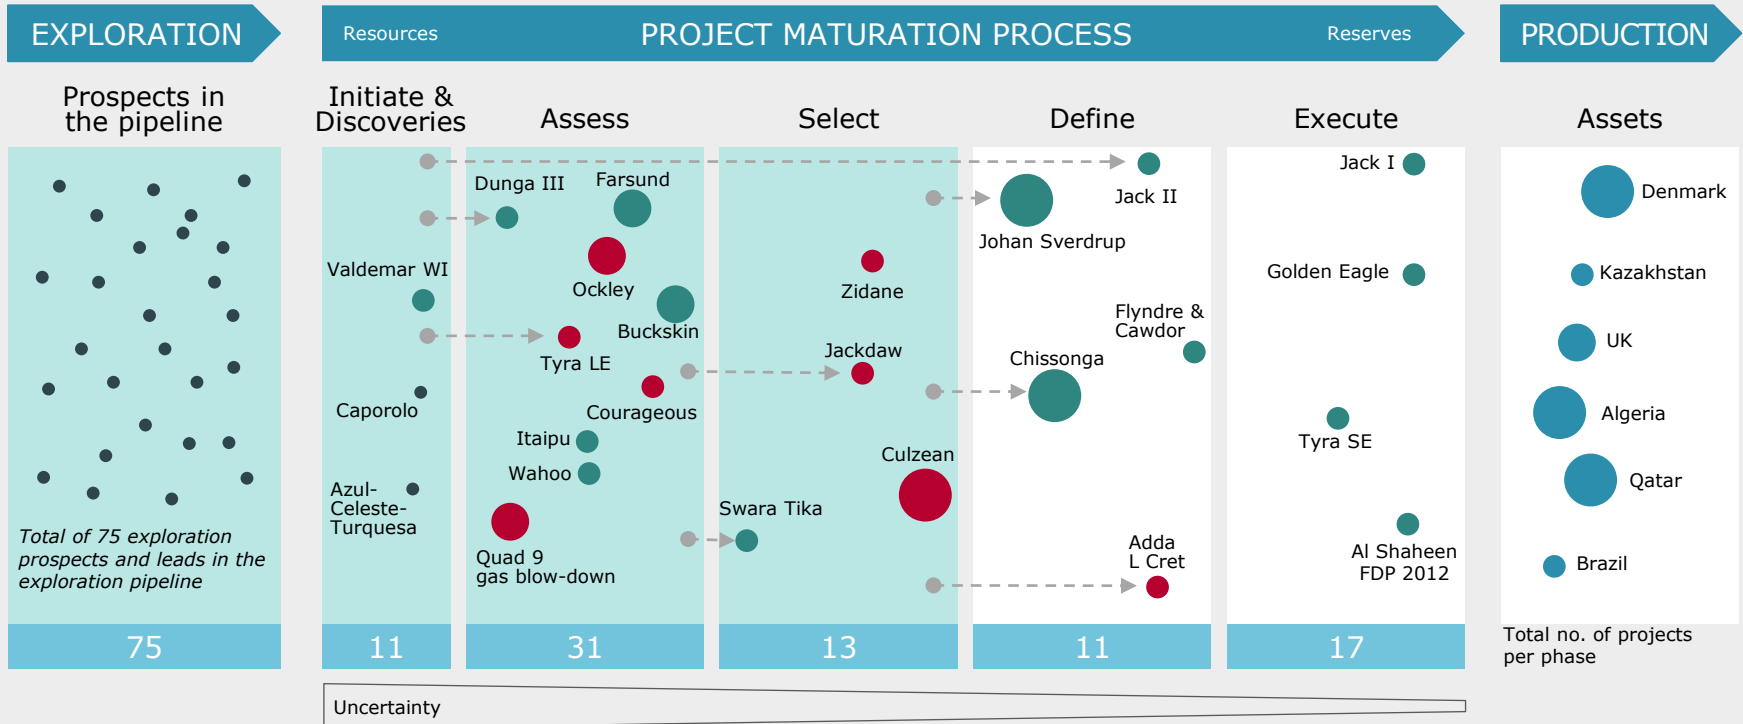 EXPLORATION
Resources
PROJECT MATURATION PROCESS
Reserves
PRODUCTION
Prospects in
the pipeline
Initiate &
Discoveries
Assess
Select
Define
Execute
Assets
Total of 75 exploration
prospects and leads in the
exploration pipeline
75
Valdemar WI
Caporolo
Azul-
Celeste-
Turquesa
11
Dunga III
Farsund
Ockley
Buckskin
Tyra LE
Courageous
Itaipu
Wahoo
Quad 9
gas blow-down
31
Zidane
Jackdaw
Culzean
Swara Tika
13
Jack II
Johan Sverdrup
Flyndre &
Cawdor
Chissonga
Adda
L Cret
11
Jack I
Golden Eagle
Tyra SE
Al Shaheen
FDP 2012
17
Denmark
Kazakhstan
UK
Algeria
Qatar
Brazil
Total no. of projects
per phase
Uncertainty